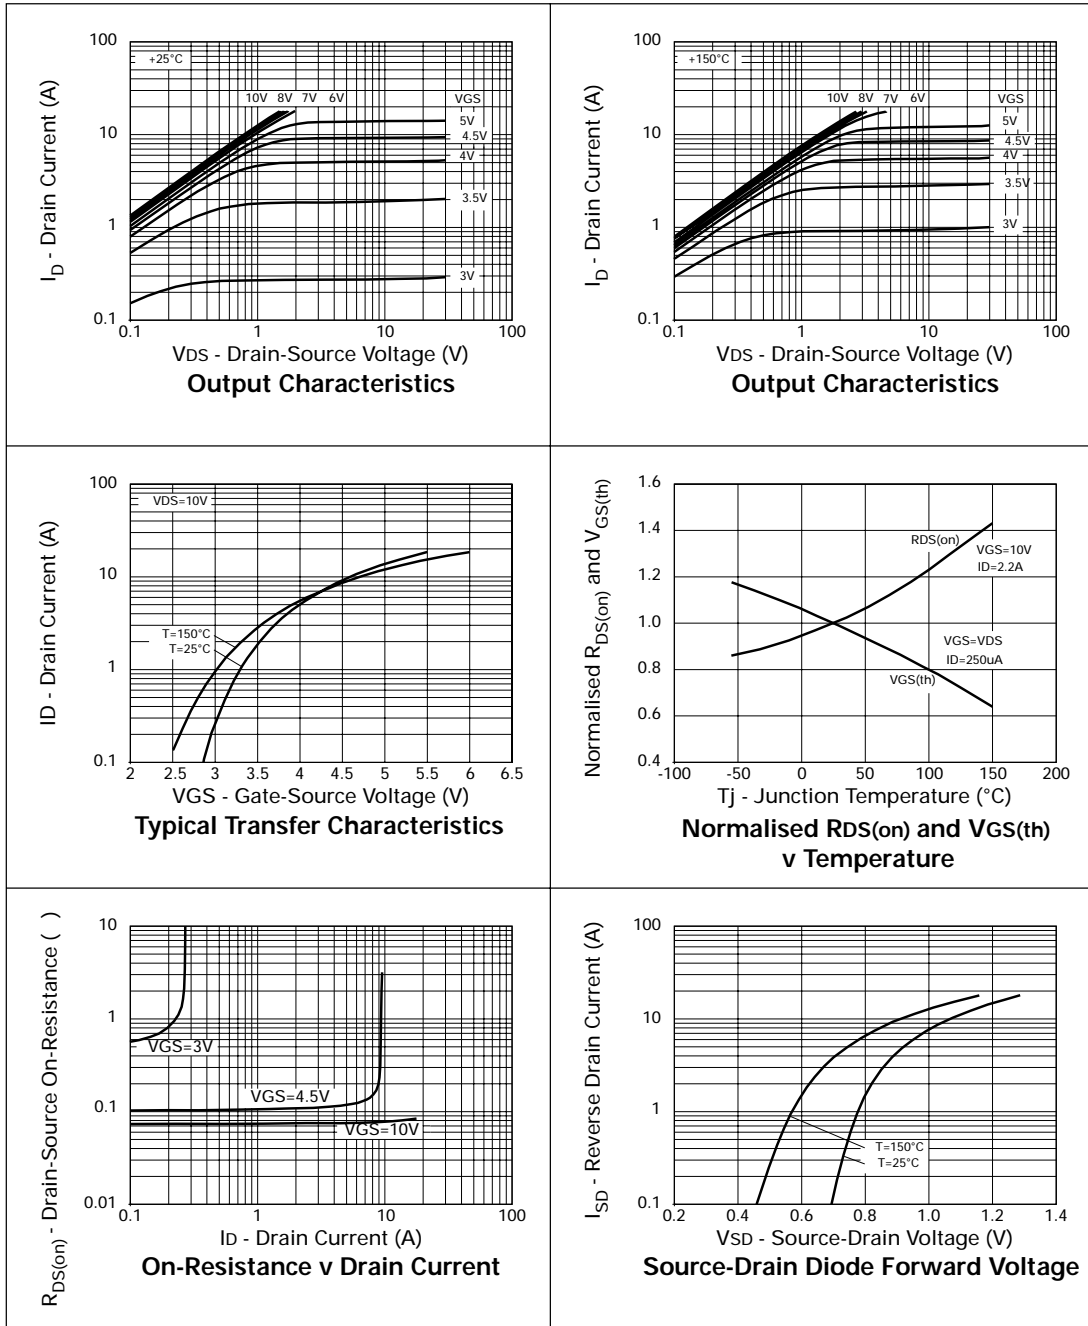 +25°C
10V 8V 7V 6V
VGS
5V
4.5V
4V
3.5V
3V
100
10
1
0.1
0.1 1 10 100
ID - Drain Current (A)
VDS - Drain-Source Voltage (V)
Output Characteristics
+150°C
10V 8V 7V 6V
VGS
5V
4.5V
4V
3.5V
3V
100
10
1
0.1
0.1 1 10 100
ID - Drain Current (A)
VDS - Drain-Source Voltage (V)
Output Characteristics
VDS=10V
T=150°C
T=25°C
100
10
1
0.1
2 2.5 3 3.5 4 4.5 5 5.5 6 6.5
ID - Drain Current (A)
VGS - Gate-Source Voltage (V)
Typical Transfer Characteristics
1.6
1.4
1.2
1.0
0.8
0.6
0.4
RDS(on)
VGS=10V
ID=2.2A
VGS=VDS
ID=250uA
VGS(th)
-100 -50 0 50 100 150 200
Normalised RDS(on) and VGS(th)
Tj - Junction Temperature (°C)
Normalised RDS(on) and VGS(th)
v Temperature
10
1
0.1
0.01
VGS=3V
VGS=4.5V
VGS=10V
0.1 1 10 100
RDS(on) - Drain-Source On-Resistance ( )
ID - Drain Current (A)
On-Resistance v Drain Current
100
10
1
0.1
T=150°C
T=25°C
0.2 0.4 0.6 0.8 1.0 1.2 1.4
ISD - Reverse Drain Current (A)
VSD - Source-Drain Voltage (V)
Source-Drain Diode Forward Voltage